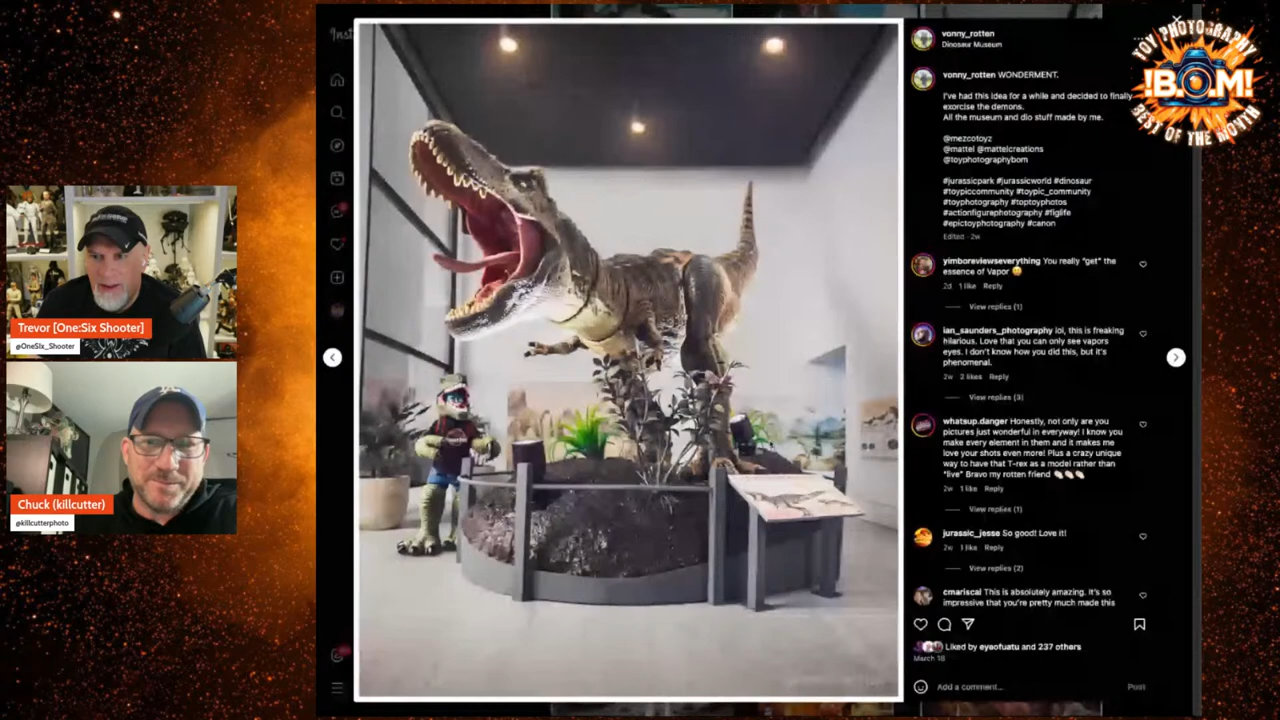 Trevor [One:Six Shooter]
@OneSix_Shooter
Chuck (killcutter)
@killcutterphoto
Inst
vonny_rotten
Dinosaur Museum
vonny_rotten WONDERMENT.
I've had this idea for a while and decided to finally
exorcise the demons.
All the museum and dio stuff made by me.
@mezcotoyz
@mattel @mattelcreations
@toyphotographybom
#jurassicpark #jurassicworld #dinosaur
#toypiccommunity #toypic_community
#toyphotography #toptoyphotos
#actionfigurephotography #figlife
#epictoyphotography #canon
Edited · 2w
yimboreviewseverything You really "get" the
essence of Vapor
2d 1 like Reply
View replies (1)
ian_saunders_photography lol, this is freaking
hilarious. Love that you can only see vapors
eyes. I don't know how you did this, but it's
phenomenal.
2w 2 likes Reply
View replies (3)
whatsup.danger Honestly, not only are you
pictures just wonderful in everyway! I know you
make every element in them and it makes me
love your shots even more! Plus a crazy unique
way to have that T-rex as a model rather than
"live" Bravo my rotten friend
2w 1 like Reply
View replies (1)
jurassic_jesse So good! Love it!
2w 1 like Reply
View replies (2)
cmariscal This is absolutely amazing. It's so
impressive that you're pretty much made this
Liked by eyeofuatu and 237 others
March 18
Add a comment...
Post
TOY PHOTOGRAPHY
!B.O.M!
BEST OF THE MONTH